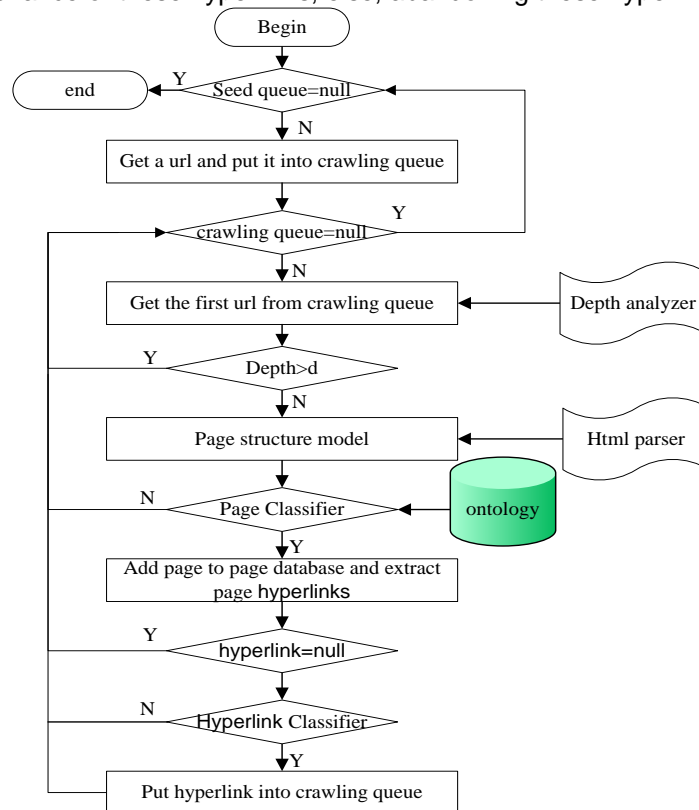 Begin
end
Y
Seed queue=null
N
Get a url and put it into crawling queue
Y
crawling queue=null
N
Get the first url from crawling queue
Depth analyzer
Y
Depth>d
N
Page structure model
Html parser
N
Page Classifier
ontology
Y
Add page to page database and extract
page hyperlinks
Y
hyperlink=null
N
Hyperlink Classifier
Y
Put hyperlink into crawling queue